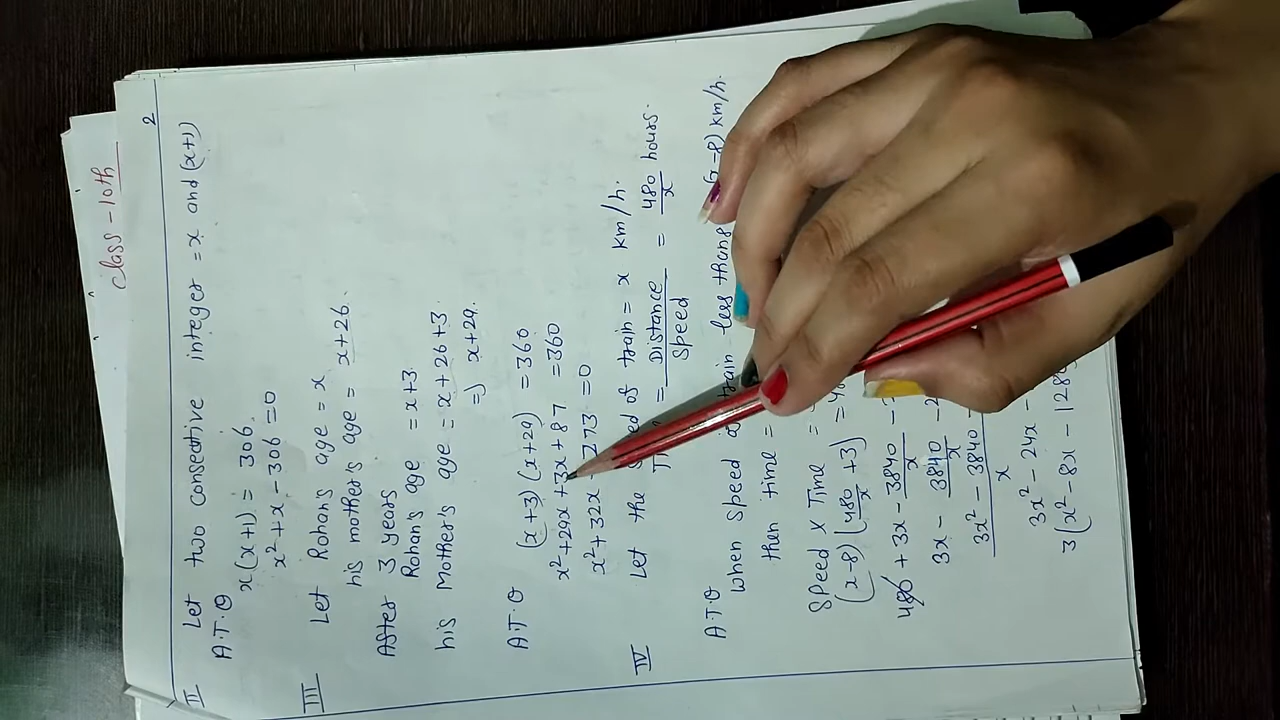 class-10th
2
II Let two consective integer = x and (x+1)
A.T.Q
x(x+1) = 306
x²+x-306=0
III Let Rohan's age = x
his mother's age = x+26.
After 3 years
Rohan's age = x+3
his Mother's age = x+26+3
=) x+29.
A.T.Q (x+3)(x+29) = 360
x²+29x+3x+87 =360
x²+32x 273 =0
IV Let the of train = x km/h.
= Distance/Speed = 480/x hours.
A.T.Q
When Speed train less than 8) km/h.
then time =
Speed x Time =
(x-8)(480/x +3) =
480 + 3x - 3840/x -
3x - 3840/x -
3x² - 3840 - / x
3x² - 24x -
3(x² - 8x - 128